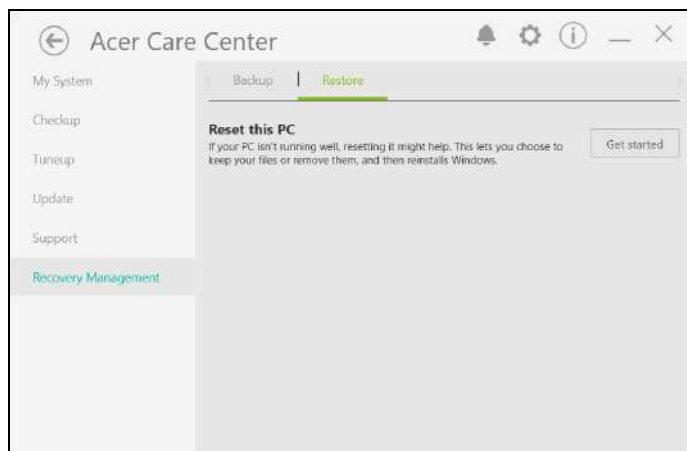 Acer Care Center
My System
Checkup
Tuneup
Update
Support
Recovery Management
Backup
Restore
Reset this PC
If your PC isn't running well, resetting it might help. This lets you choose to
keep your files or remove them, and then reinstalls Windows.
Get started